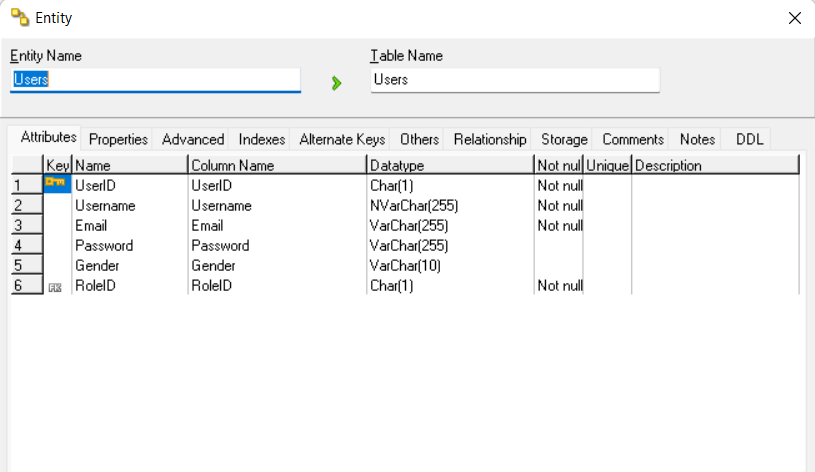 Entity
Entity Name Table Name
Users Users
Attributes Properties Advanced Indexes Alternate Keys Others Relationship Storage Comments Notes DDL
Key Name Column Name Datatype Not nul Unique Description
1 UserID UserID Char(1) Not null
2 Username Username NVarChar(255) Not null
3 Email Email VarChar(255) Not null
4 Password Password VarChar(255)
5 Gender Gender VarChar(10)
6 FK RoleID RoleID Char(1) Not null